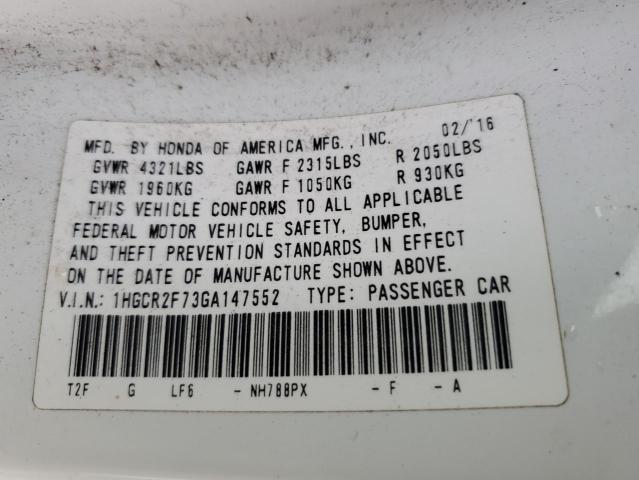 MFD. BY HONDA OF AMERICA MFG., INC. 02/'16
GVWR 4321LBS GAWR F 2315LBS R 2050LBS
GVWR 1960KG GAWR F 1050KG R 930KG
THIS VEHICLE CONFORMS TO ALL APPLICABLE
FEDERAL MOTOR VEHICLE SAFETY, BUMPER,
AND THEFT PREVENTION STANDARDS IN EFFECT
ON THE DATE OF MANUFACTURE SHOWN ABOVE.
V.I.N.: 1HGCR2F73GA147552 TYPE: PASSENGER CAR
T2F G LF6 - NH788PX - F - A